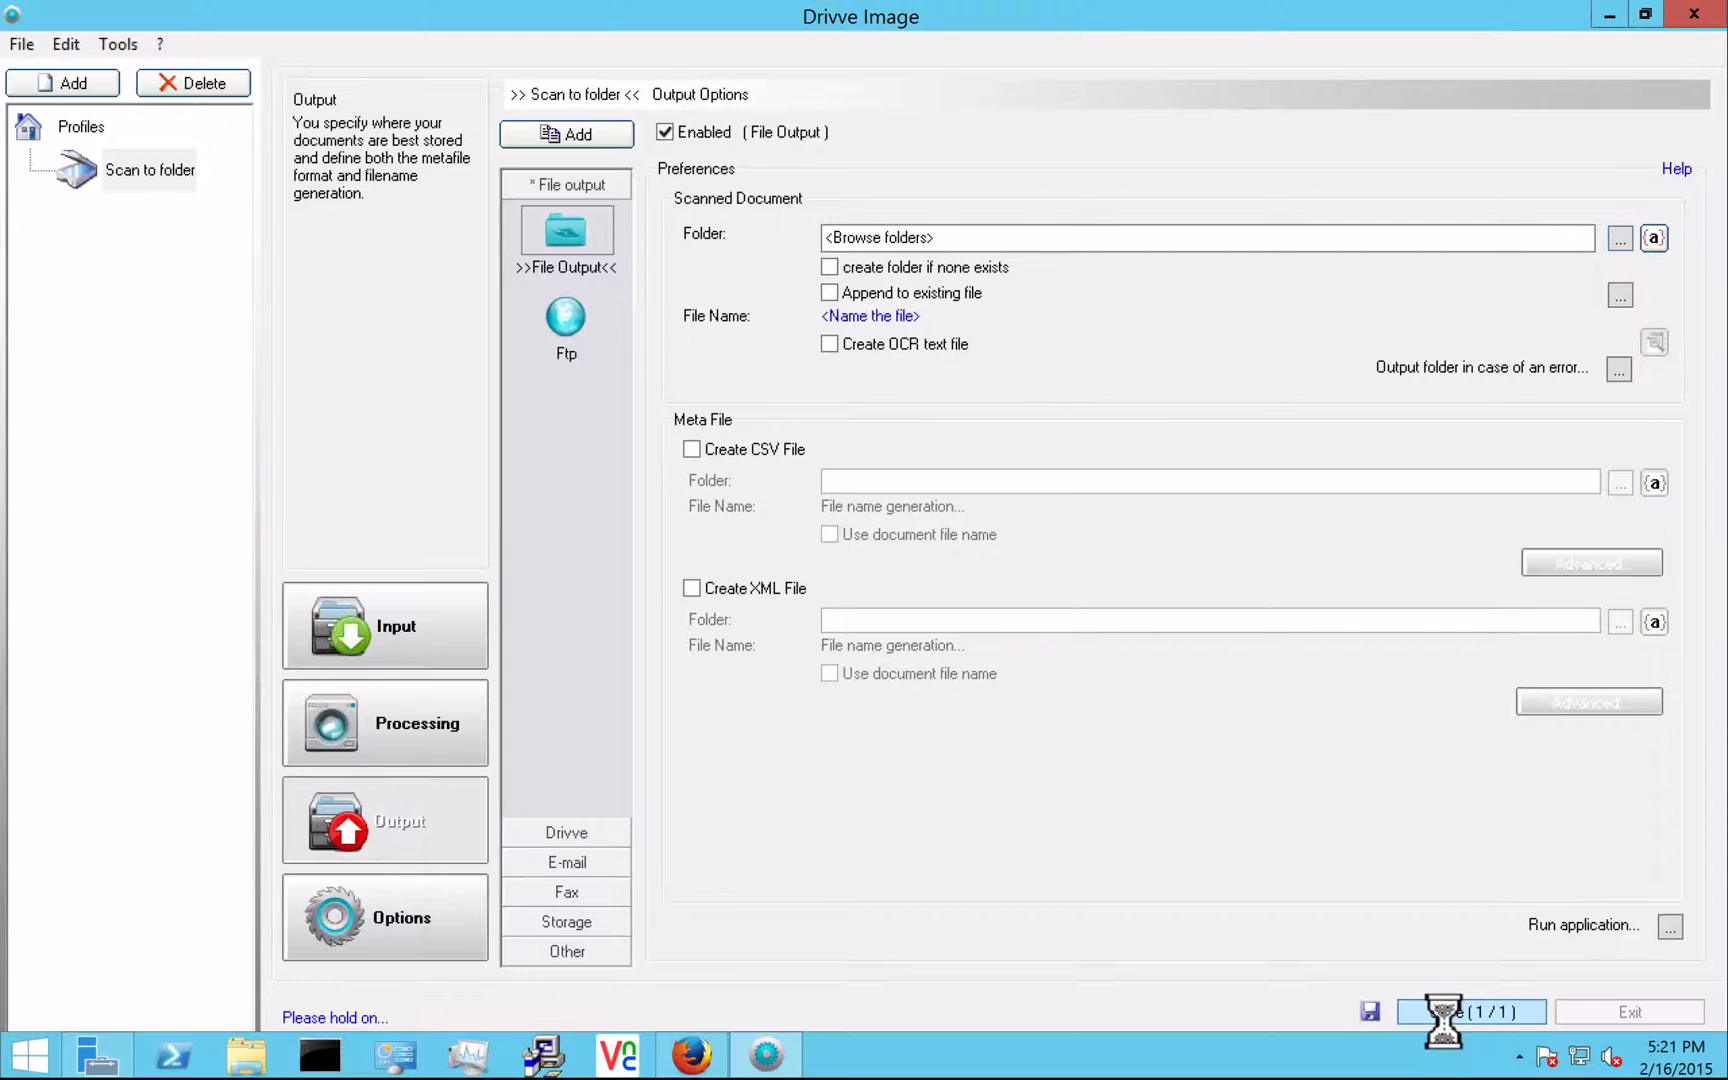 Drivve Image
File Edit Tools ?
Add Delete
Profiles
Scan to folder
Output
You specify where your
documents are best stored
and define both the metafile
format and filename
generation.
Input
Processing
Output
Options
>> Scan to folder << Output Options
Add
* File output
>>File Output<<
Ftp
Drivve
E-mail
Fax
Storage
Other
Enabled ( File Output )
Preferences
Help
Scanned Document
Folder: <Browse folders> ... {a}
create folder if none exists
Append to existing file ...
File Name: <Name the file>
Create OCR text file
Output folder in case of an error... ...
Meta File
Create CSV File
Folder: ... {a}
File Name: File name generation...
Use document file name
Advanced...
Create XML File
Folder: ... {a}
File Name: File name generation...
Use document file name
Advanced...
Run application... ...
Please hold on...
( 1 / 1 ) Exit
5:21 PM
2/16/2015